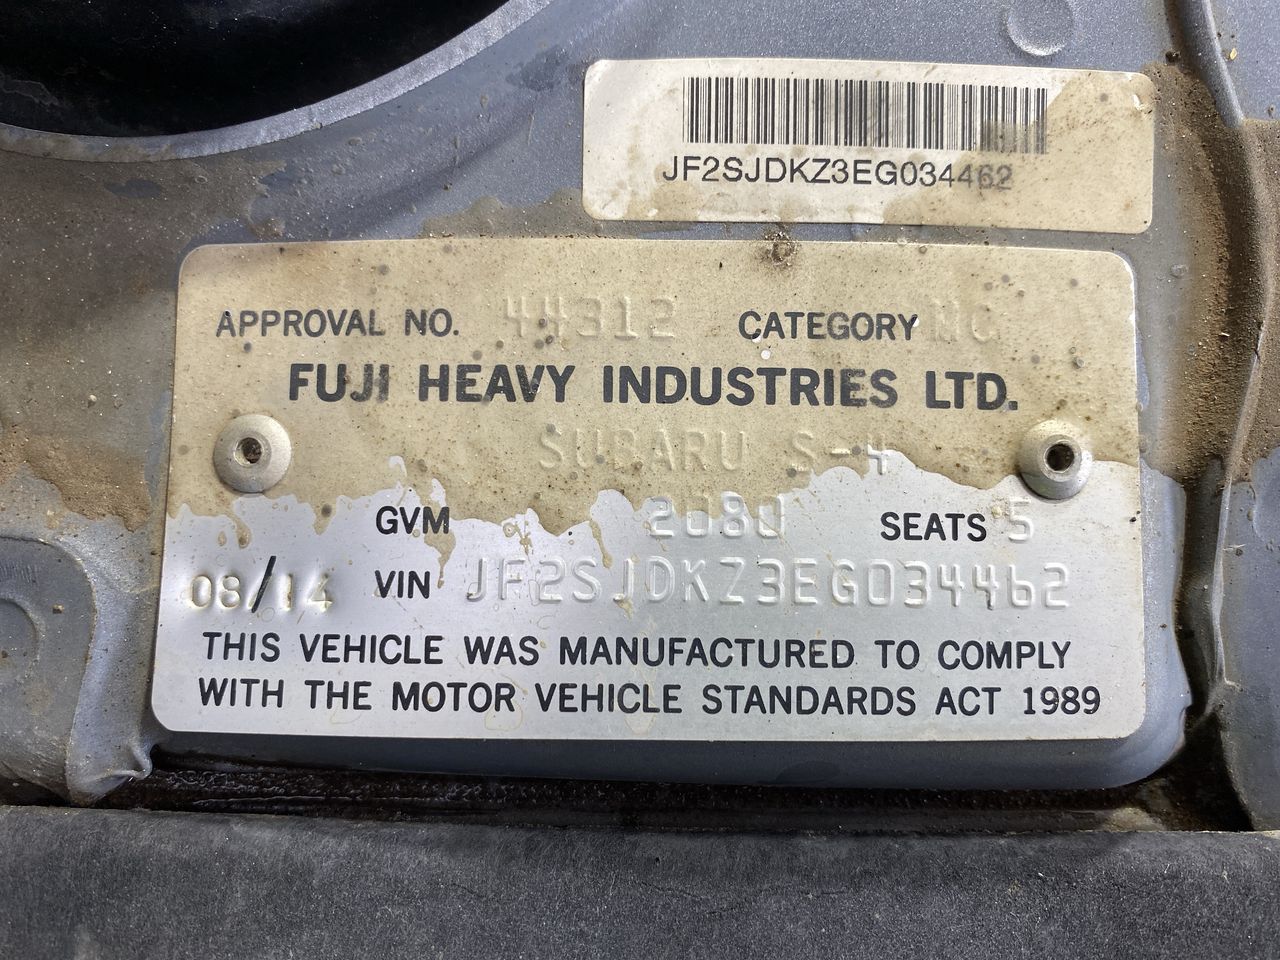 JF2SJDKZ3EG034462
APPROVAL NO. 44312 CATEGORY MC
FUJI HEAVY INDUSTRIES LTD.
SUBARU S-4
GVM 2080 SEATS 5
08/14 VIN JF2SJDKZ3EG034462
THIS VEHICLE WAS MANUFACTURED TO COMPLY
WITH THE MOTOR VEHICLE STANDARDS ACT 1989